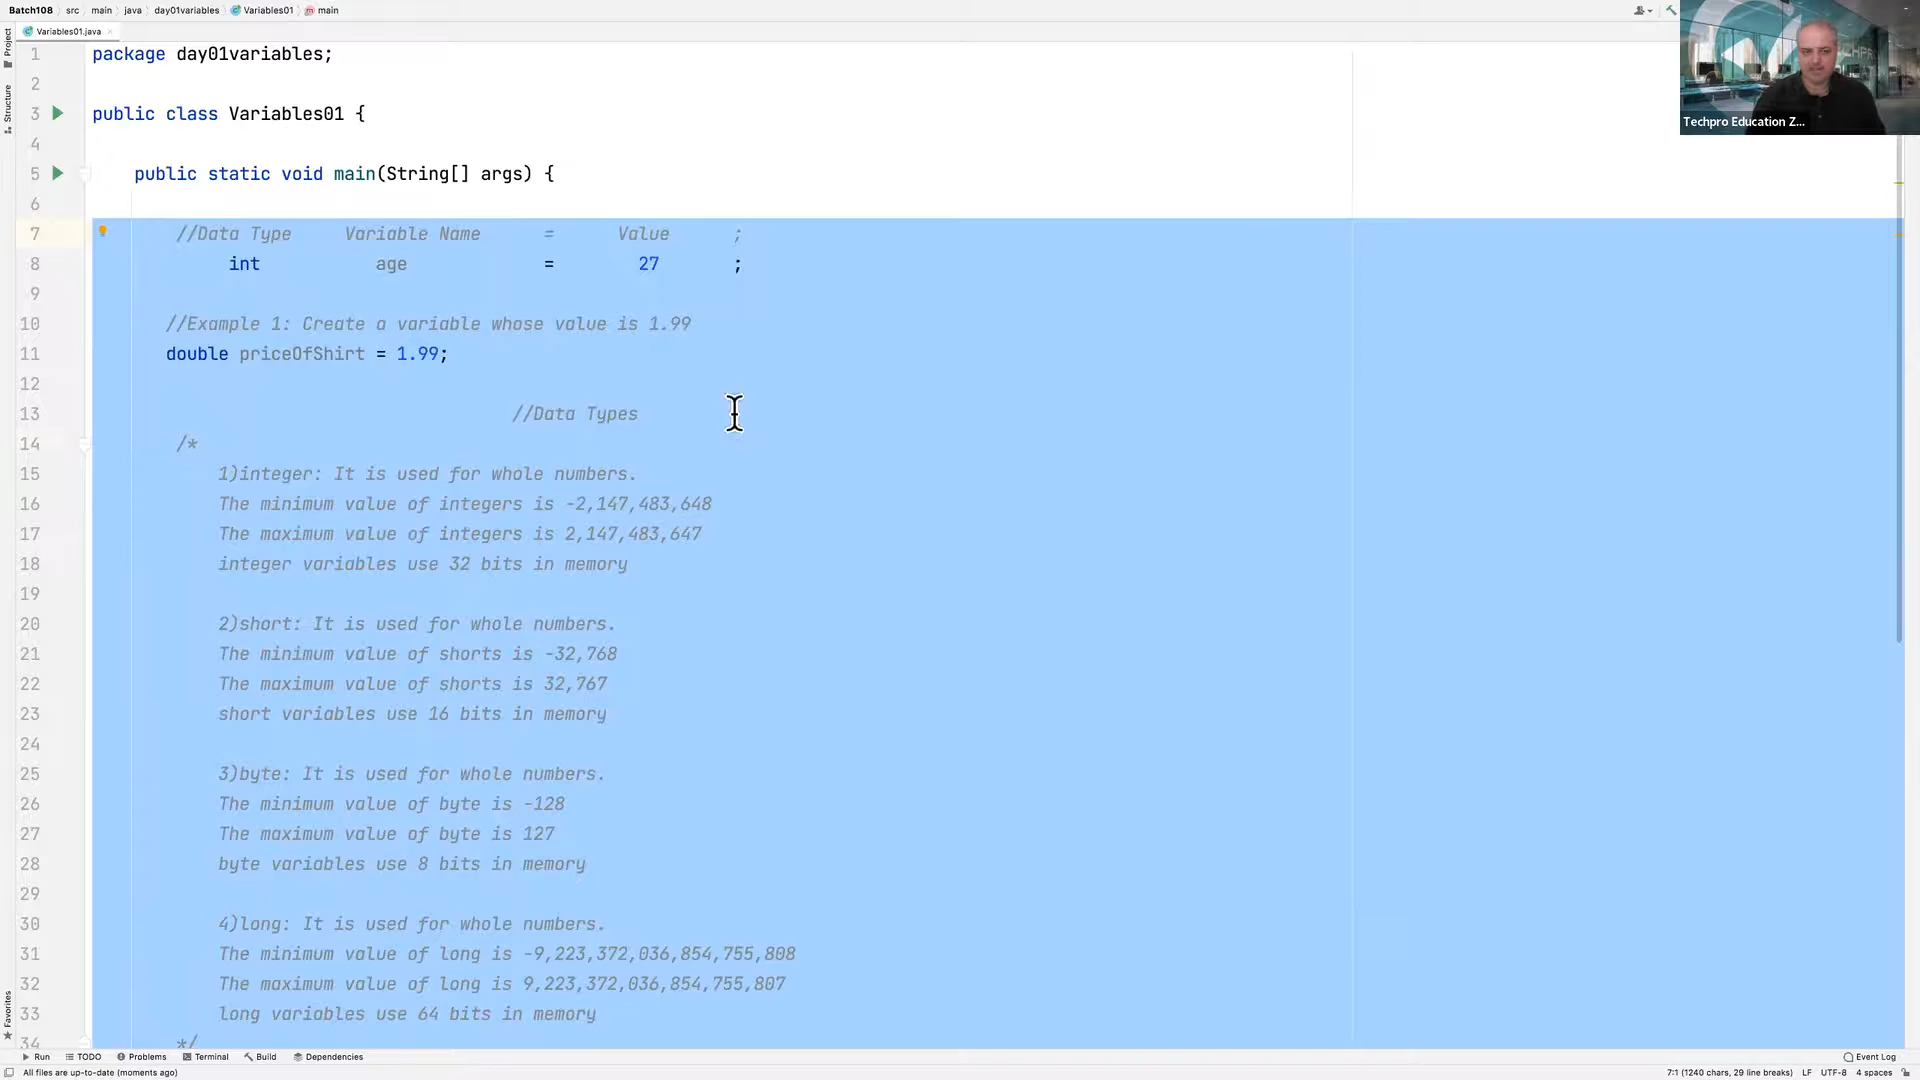 Batch108 src main java day01variables Variables01 main
Variables01.java
Project
Structure
Favorites
1 package day01variables;
2
3 public class Variables01 {
4
5 public static void main(String[] args) {
6
7 //Data Type Variable Name = Value ;
8 int age = 27 ;
9
10 //Example 1: Create a variable whose value is 1.99
11 double priceOfShirt = 1.99;
12
13 //Data Types
14 /*
15 1)integer: It is used for whole numbers.
16 The minimum value of integers is -2,147,483,648
17 The maximum value of integers is 2,147,483,647
18 integer variables use 32 bits in memory
19
20 2)short: It is used for whole numbers.
21 The minimum value of shorts is -32,768
22 The maximum value of shorts is 32,767
23 short variables use 16 bits in memory
24
25 3)byte: It is used for whole numbers.
26 The minimum value of byte is -128
27 The maximum value of byte is 127
28 byte variables use 8 bits in memory
29
30 4)long: It is used for whole numbers.
31 The minimum value of long is -9,223,372,036,854,755,808
32 The maximum value of long is 9,223,372,036,854,755,807
33 long variables use 64 bits in memory
34 */
Techpro Education Z...
Run TODO Problems Terminal Build Dependencies Event Log
All files are up-to-date (moments ago) 7:1 (1240 chars, 29 line breaks) LF UTF-8 4 spaces